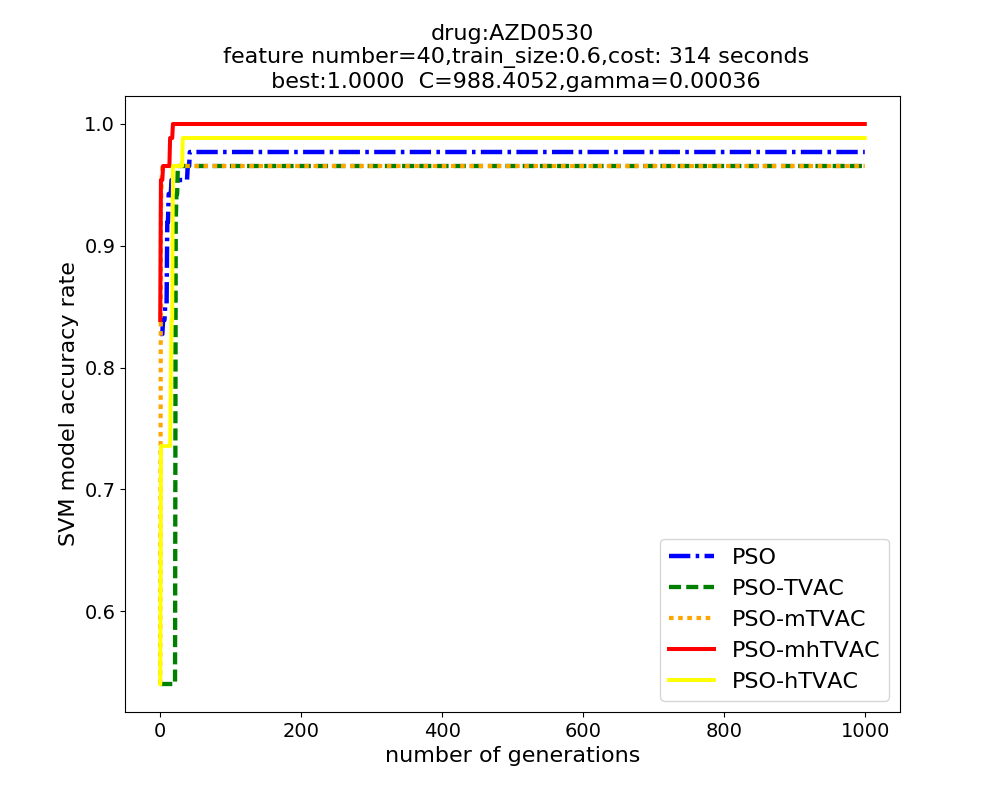 drug:AZD0530
feature number=40,train_size:0.6,cost: 314 seconds
best:1.0000  C=988.4052,gamma=0.00036
1.0
0.9
0.8
0.7
0.6
SVM model accuracy rate
PSO
PSO-TVAC
PSO-mTVAC
PSO-mhTVAC
PSO-hTVAC
0 200 400 600 800 1000
number of generations